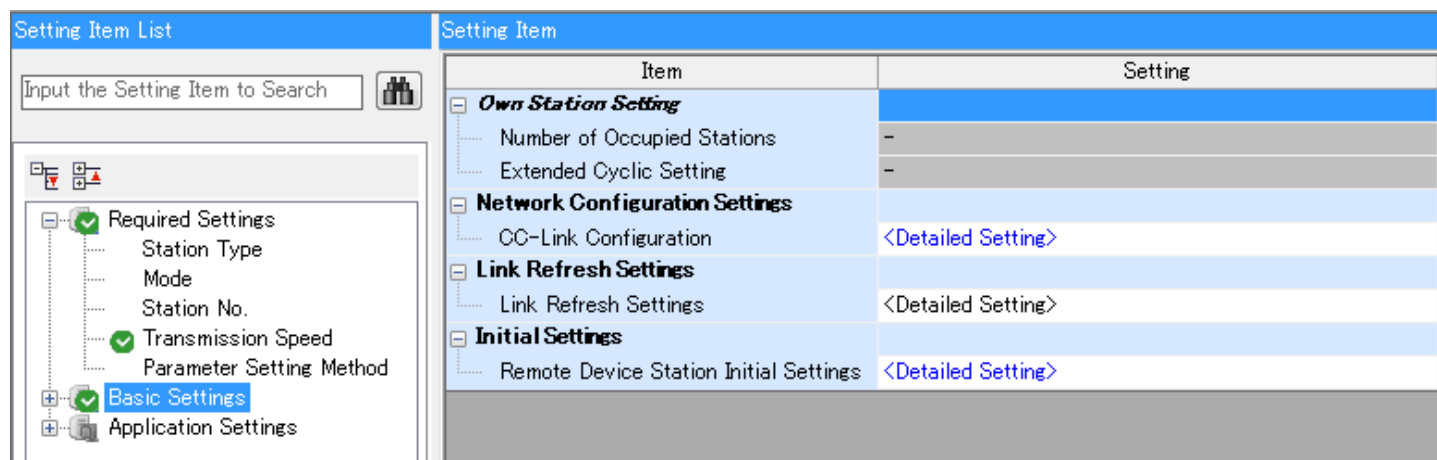 Setting Item List
Input the Setting Item to Search
Required Settings
Station Type
Mode
Station No.
Transmission Speed
Parameter Setting Method
Basic Settings
Application Settings
Setting Item
Item Setting
Own Station Setting
Number of Occupied Stations -
Extended Cyclic Setting -
Network Configuration Settings
CC-Link Configuration <Detailed Setting>
Link Refresh Settings
Link Refresh Settings <Detailed Setting>
Initial Settings
Remote Device Station Initial Settings <Detailed Setting>